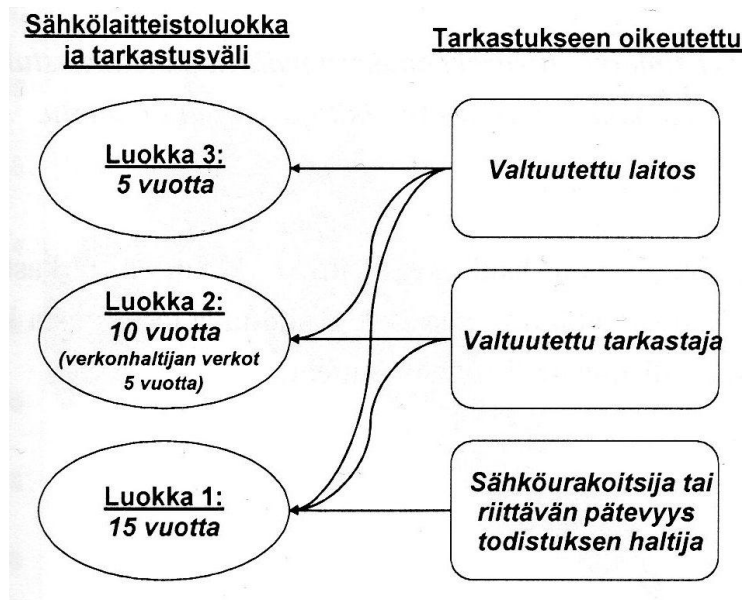 Sähkölaitteistoluokka
ja tarkastusväli
Tarkastukseen oikeutettu
Luokka 3:
5 vuotta
Valtuutettu laitos
Luokka 2:
10 vuotta
(verkonhaltijan verkot
5 vuotta)
Valtuutettu tarkastaja
Luokka 1:
15 vuotta
Sähköurakoitsija tai
riittävän pätevyys
todistuksen haltija